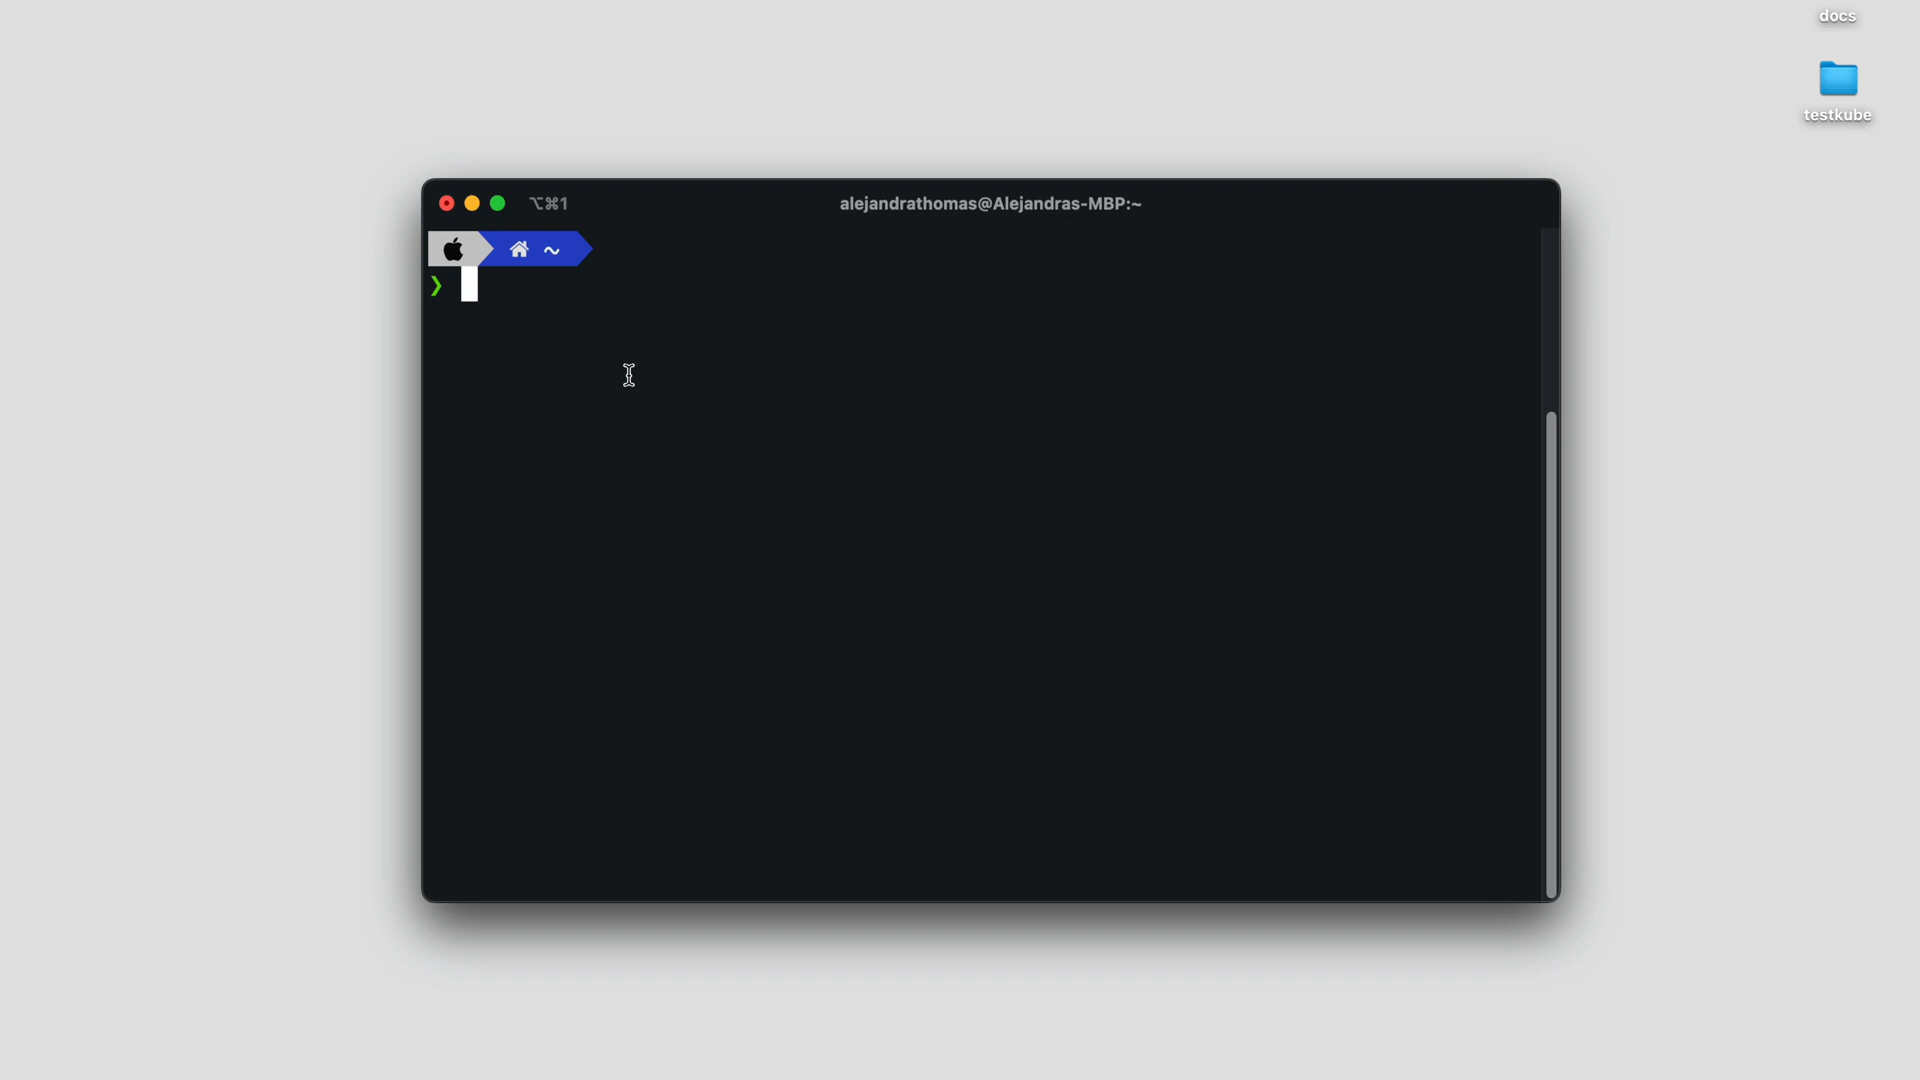 docs
testkube
⌥⌘1
alejandrathomas@Alejandras-MBP:~
~
❯